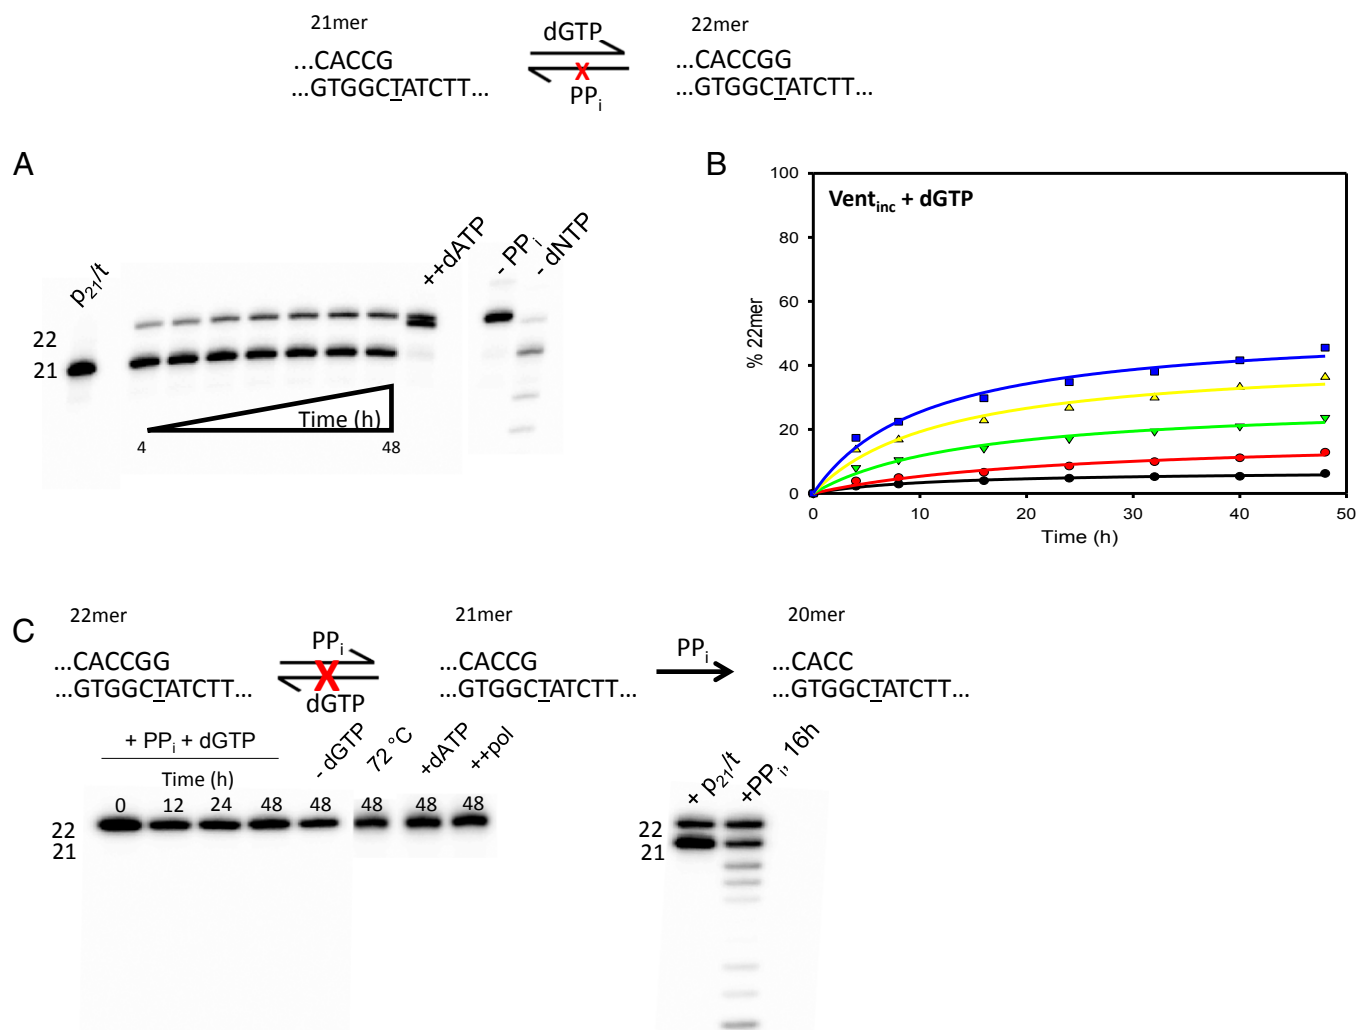 21mer
22mer
dGTP
...CACCG
...CACCGG
X
...GTGGCTATCTT...
...GTGGCTATCTT...
PPi
A
B
p21/t
++dATP
- PPi
- dNTP
22
21
Time (h)
4
48
Ventinc + dGTP
100
80
60
40
20
0
% 22mer
0
10
20
30
40
50
Time (h)
C
22mer
21mer
20mer
PPi
PPi
...CACCGG
...CACCG
...CACC
X
...GTGGCTATCTT...
...GTGGCTATCTT...
...GTGGCTATCTT...
dGTP
+ PPi + dGTP
- dGTP
72 °C
+dATP
++pol
Time (h)
0
12
24
48
48
48
48
48
22
21
+ p21/t
+PPi, 16h
22
21